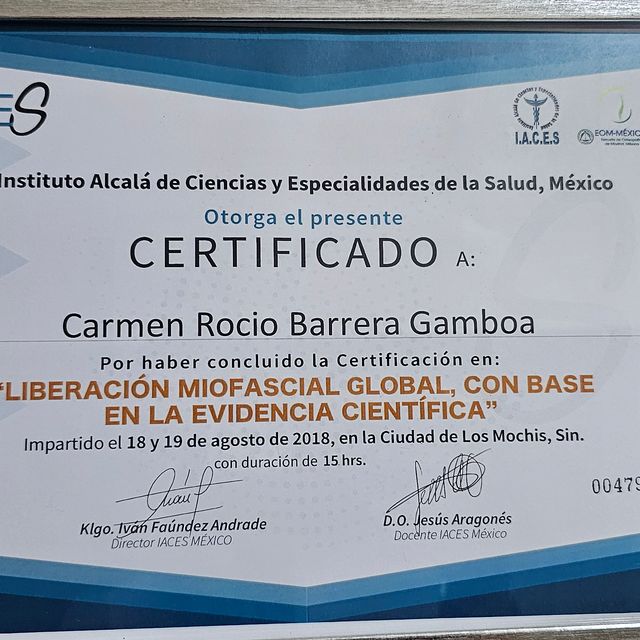 ES
I.A.C.E.S
EOM-MÉXICO
Instituto Alcalá de Ciencias y Especialidades de la Salud, México
Otorga el presente
CERTIFICADO A:
Carmen Rocio Barrera Gamboa
Por haber concluido la Certificación en:
“LIBERACIÓN MIOFASCIAL GLOBAL, CON BASE
EN LA EVIDENCIA CIENTÍFICA”
Impartido el 18 y 19 de agosto de 2018, en la Ciudad de Los Mochis, Sin.
con duración de 15 hrs.
00479
Klgo. Iván Faúndez Andrade
Director IACES MÉXICO
D.O. Jesús Aragonés
Docente IACES México